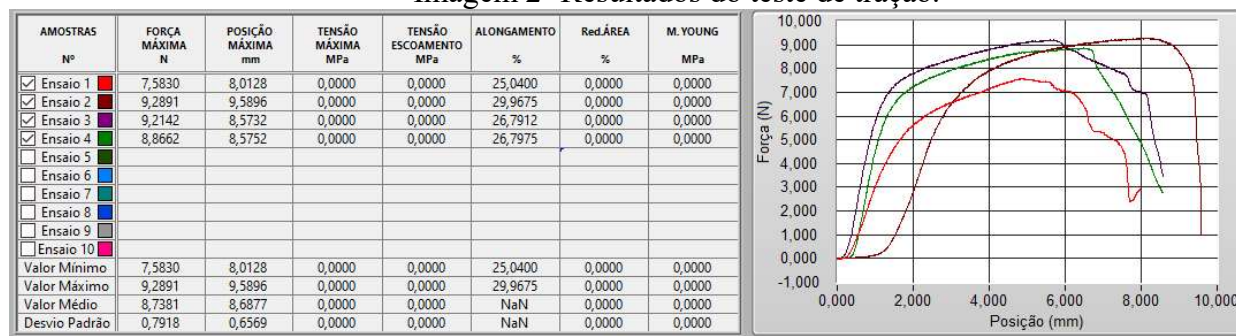 Imagem 2- Resultados do teste de tração.
AMOSTRAS FORÇA MÁXIMA POSIÇÃO MÁXIMA TENSÃO MÁXIMA TENSÃO ESCOAMENTO ALONGAMENTO Red.ÁREA M. YOUNG
Nº N mm MPa MPa % % MPa
Ensaio 1 7,5830 8,0128 0,0000 0,0000 25,0400 0,0000 0,0000
Ensaio 2 9,2891 9,5896 0,0000 0,0000 29,9675 0,0000 0,0000
Ensaio 3 9,2142 8,5732 0,0000 0,0000 26,7912 0,0000 0,0000
Ensaio 4 8,8662 8,5752 0,0000 0,0000 26,7975 0,0000 0,0000
Ensaio 5
Ensaio 6
Ensaio 7
Ensaio 8
Ensaio 9
Ensaio 10
Valor Mínimo 7,5830 8,0128 0,0000 0,0000 25,0400 0,0000 0,0000
Valor Máximo 9,2891 9,5896 0,0000 0,0000 29,9675 0,0000 0,0000
Valor Médio 8,7381 8,6877 0,0000 0,0000 NaN 0,0000 0,0000
Desvio Padrão 0,7918 0,6569 0,0000 0,0000 NaN 0,0000 0,0000
Força (N)
10,000
9,000
8,000
7,000
6,000
5,000
4,000
3,000
2,000
1,000
0,000
-1,000
0,000 2,000 4,000 6,000 8,000 10,000
Posição (mm)